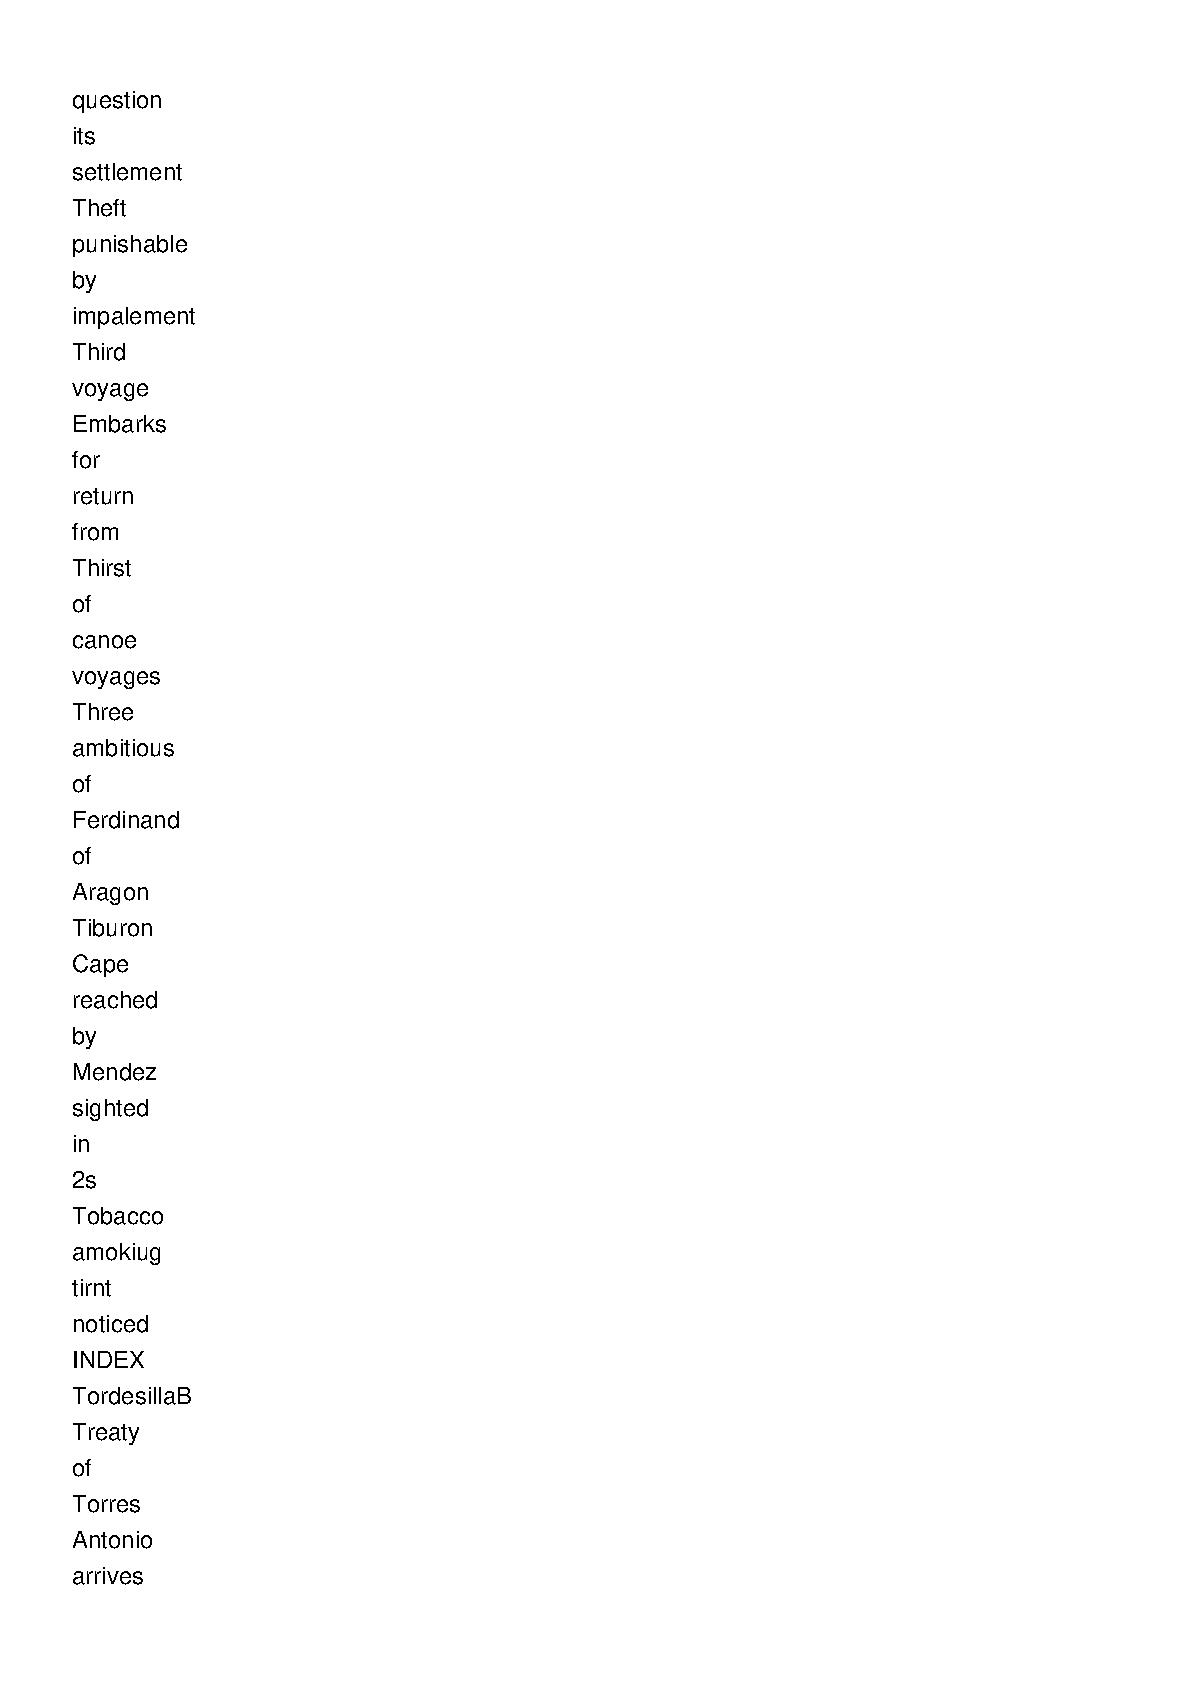 question
its
settlement
Theft
punishable
by
impalement
Third
voyage
Embarks
for
return
from
Thirst
of
canoe
voyages
Three
ambitious
of
Ferdinand
of
Aragon
Tiburon
Cape
reached
by
Mendez
sighted
in
2s
Tobacco
amokiug
tirnt
noticed
INDEX
TordesillaB
Treaty
of
Torres
Antonio
arrives